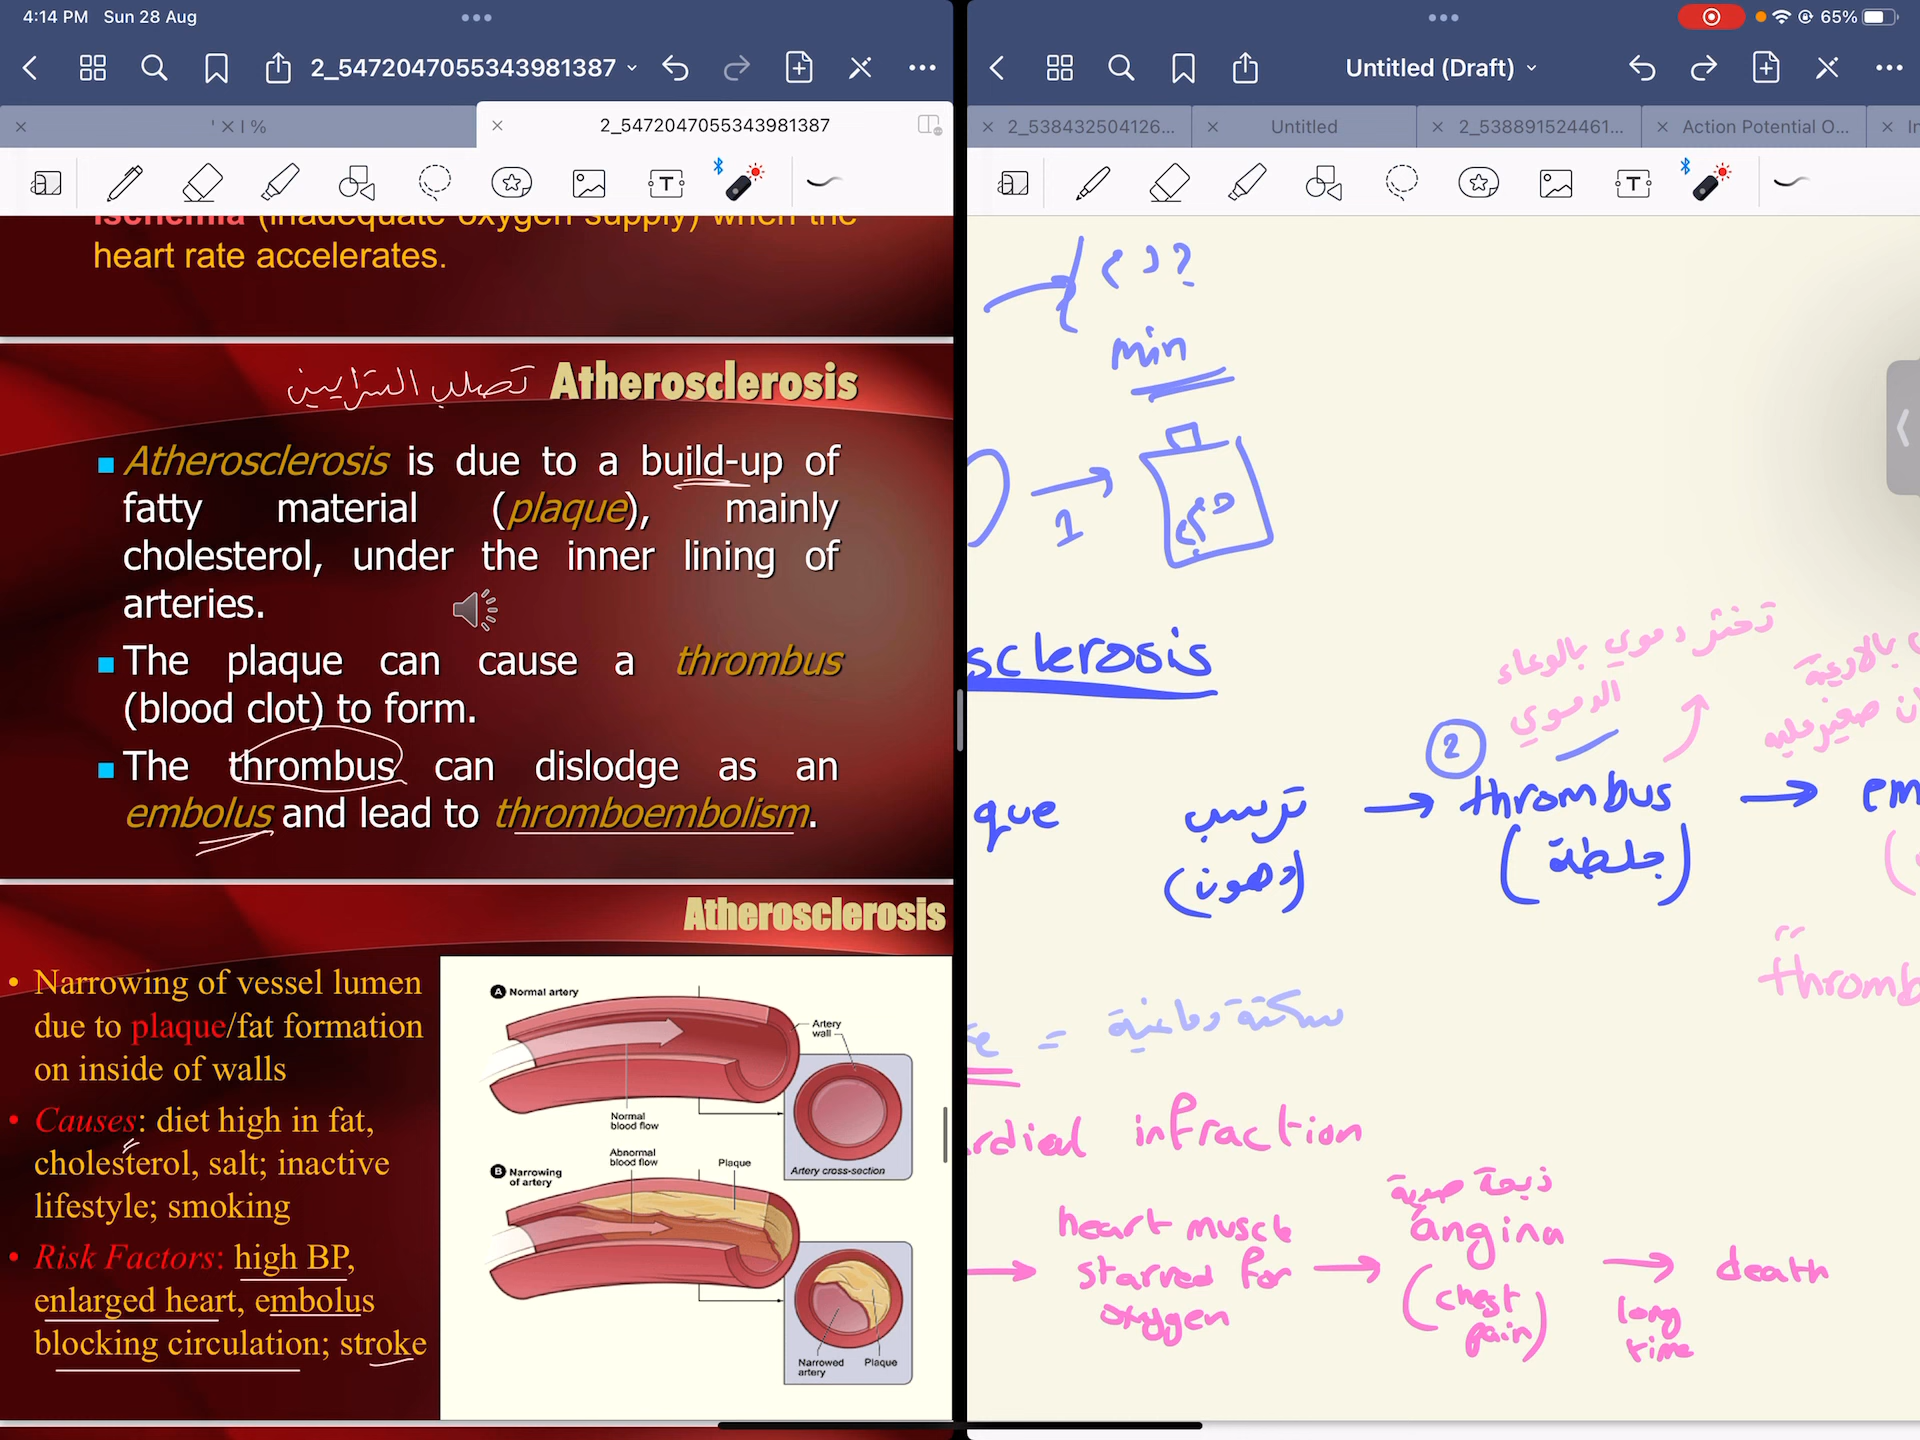 4:14 PM Sun 28 Aug
65%
2_5472047055343981387
Untitled (Draft)
2_5472047055343981387
2_538432504126...
Untitled
2_538891524461...
Action Potential O...
Ischemia (inadequate oxygen supply) when the
heart rate accelerates.
تصلب الشرايين Atherosclerosis
Atherosclerosis is due to a build-up of
fatty material (plaque), mainly
cholesterol, under the inner lining of
arteries.
The plaque can cause a thrombus
(blood clot) to form.
The thrombus can dislodge as an
embolus and lead to thromboembolism.
Atherosclerosis
• Narrowing of vessel lumen
due to plaque/fat formation
on inside of walls
• Causes: diet high in fat,
cholesterol, salt; inactive
lifestyle; smoking
• Risk Factors: high BP,
enlarged heart, embolus
blocking circulation; stroke
A Normal artery
Artery
wall
Normal
blood flow
Artery cross-section
B Narrowing
of artery
Abnormal
blood flow
Plaque
Narrowed
artery
Plaque
min
1
sclerosis
تخثر دموي بالوعاء
الدموي
2
que
ترسب
(دهون)
thrombus
(جلطة)
em
thromb
= سكتة دماغية
rdial infraction
heart muscle
starved for
oxygen
ذبحة صدرية
angina
(chest
pain)
long
time
death